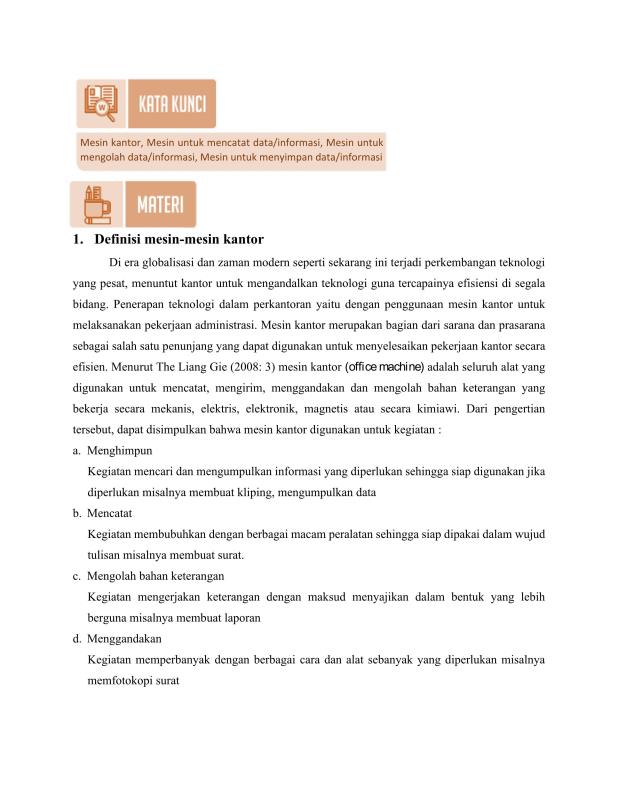 W
KATA KUNCI
Mesin kantor, Mesin untuk mencatat data/informasi, Mesin untuk
mengolah data/informasi, Mesin untuk menyimpan data/informasi
MATERI
1. Definisi mesin-mesin kantor
Di era globalisasi dan zaman modern seperti sekarang ini terjadi perkembangan teknologi
yang pesat, menuntut kantor untuk mengandalkan teknologi guna tercapainya efisiensi di segala
bidang. Penerapan teknologi dalam perkantoran yaitu dengan penggunaan mesin kantor untuk
melaksanakan pekerjaan administrasi. Mesin kantor merupakan bagian dari sarana dan prasarana
sebagai salah satu penunjang yang dapat digunakan untuk menyelesaikan pekerjaan kantor secara
efisien. Menurut The Liang Gie (2008: 3) mesin kantor (office machine) adalah seluruh alat yang
digunakan untuk mencatat, mengirim, menggandakan dan mengolah bahan keterangan yang
bekerja secara mekanis, elektris, elektronik, magnetis atau secara kimiawi. Dari pengertian
tersebut, dapat disimpulkan bahwa mesin kantor digunakan untuk kegiatan :
a. Menghimpun
Kegiatan mencari dan mengumpulkan informasi yang diperlukan sehingga siap digunakan jika
diperlukan misalnya membuat kliping, mengumpulkan data
b. Mencatat
Kegiatan membubuhkan dengan berbagai macam peralatan sehingga siap dipakai dalam wujud
tulisan misalnya membuat surat.
c. Mengolah bahan keterangan
Kegiatan mengerjakan keterangan dengan maksud menyajikan dalam bentuk yang lebih
berguna misalnya membuat laporan
d. Menggandakan
Kegiatan memperbanyak dengan berbagai cara dan alat sebanyak yang diperlukan misalnya
memfotokopi surat